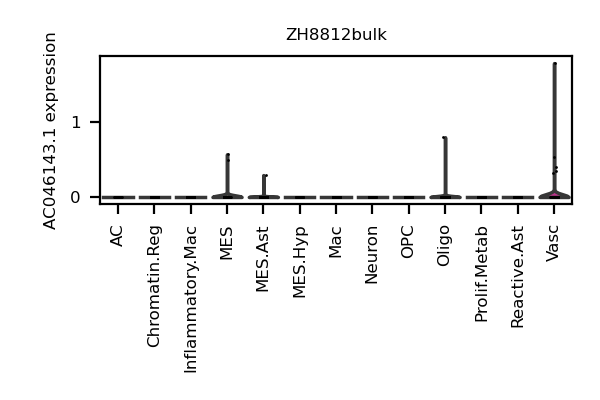 ZH8812bulk
AC046143.1 expression
1
0
AC
Chromatin.Reg
Inflammatory.Mac
MES
MES.Ast
MES.Hyp
Mac
Neuron
OPC
Oligo
Prolif.Metab
Reactive.Ast
Vasc